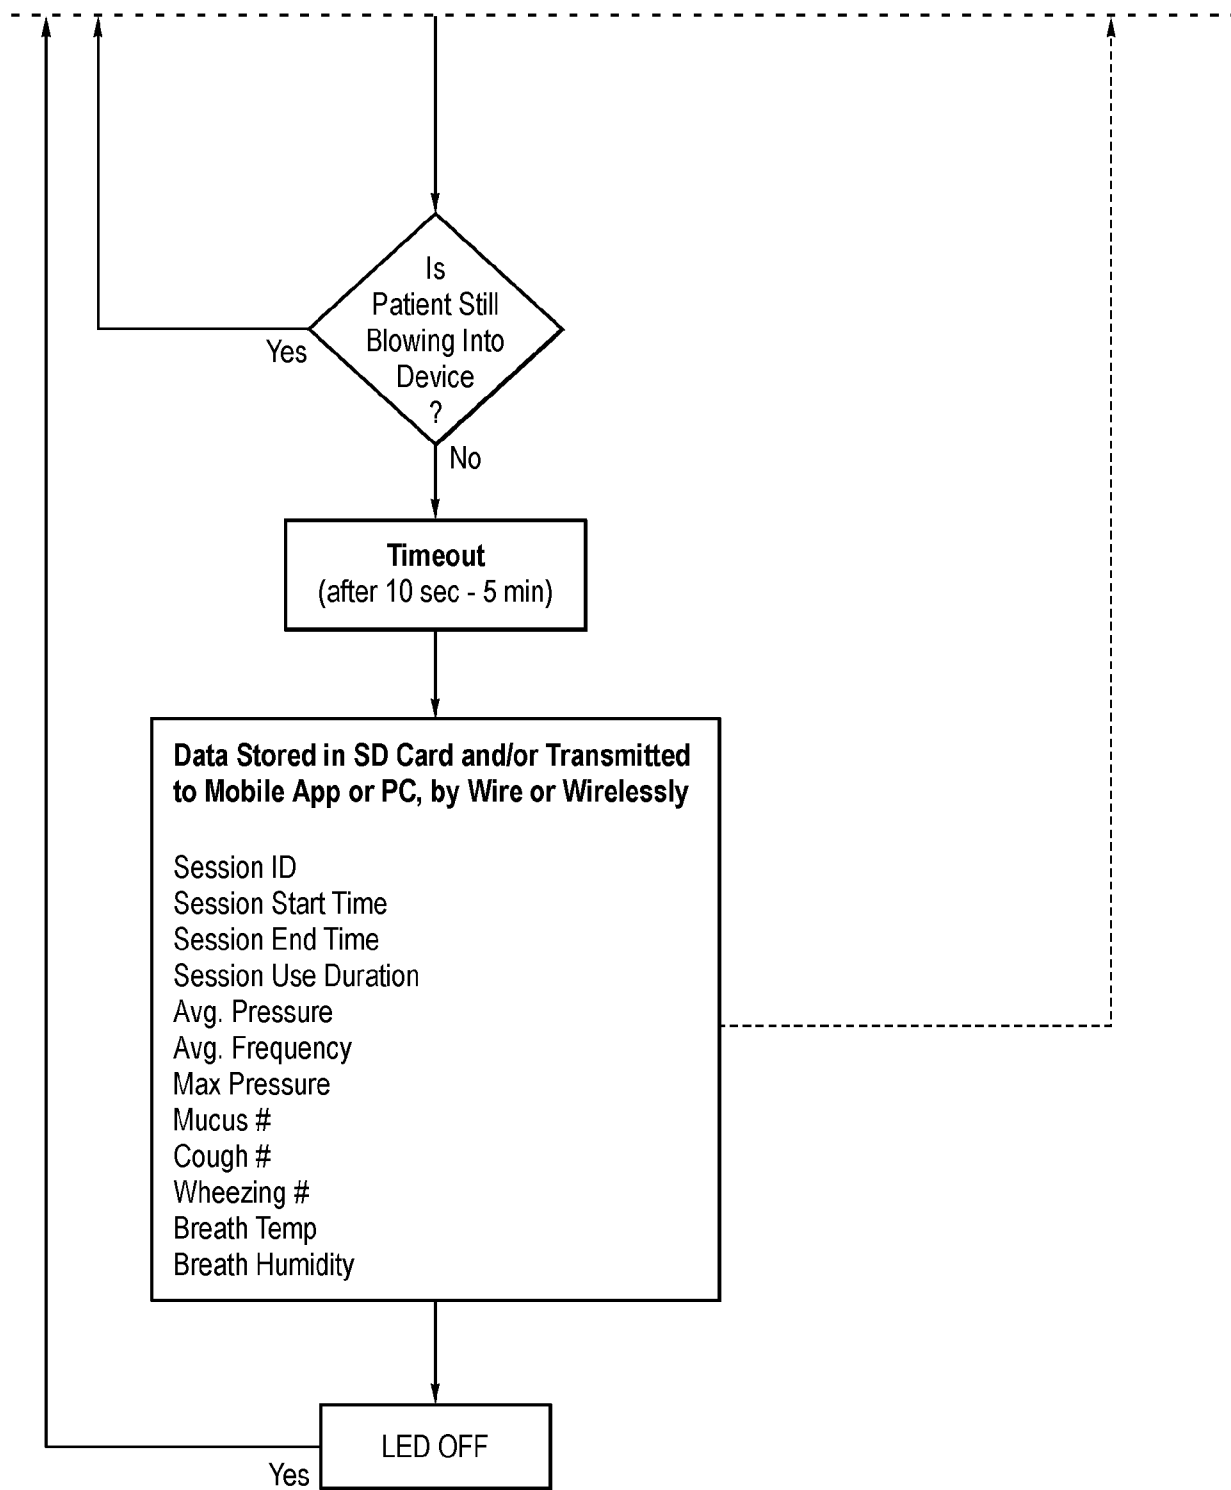 Is
Patient Still
Blowing Into
Device
?
Yes
No
Timeout
(after 10 sec - 5 min)
Data Stored in SD Card and/or Transmitted
to Mobile App or PC, by Wire or Wirelessly
Session ID
Session Start Time
Session End Time
Session Use Duration
Avg. Pressure
Avg. Frequency
Max Pressure
Mucus #
Cough #
Wheezing #
Breath Temp
Breath Humidity
LED OFF
Yes